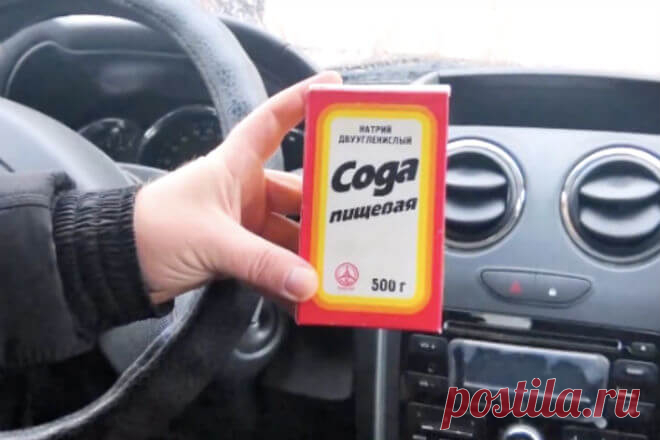 НАТРИЙ
ДВУУГЛЕКИСЛЫЙ
Сода
пищевая
500 г
postila.ru